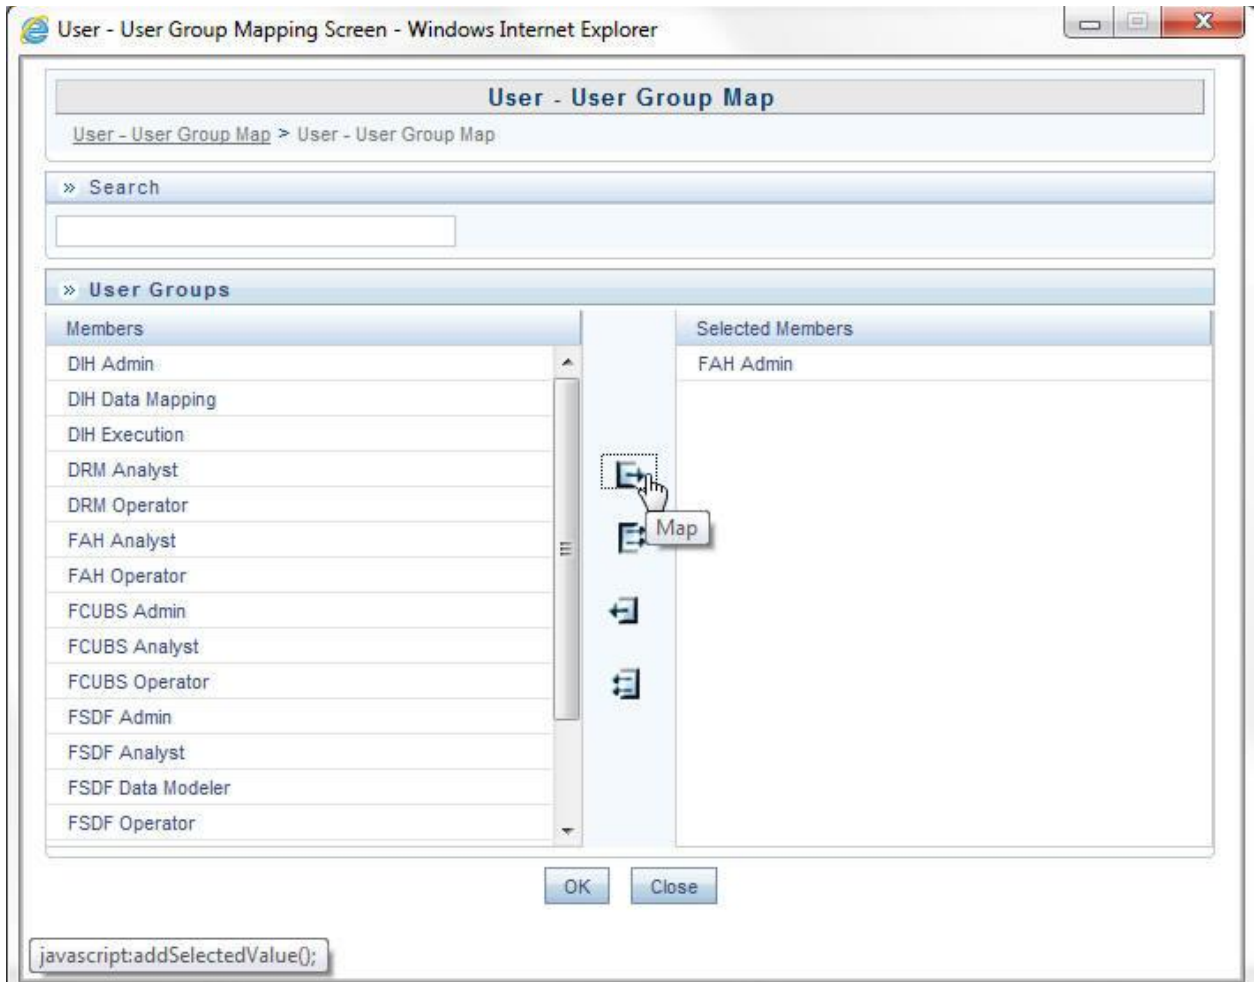 User - User Group Mapping Screen - Windows Internet Explorer
User - User Group Map
User - User Group Map > User - User Group Map
» Search
» User Groups
Members
Selected Members
DIH Admin
FAH Admin
DIH Data Mapping
DIH Execution
DRM Analyst
DRM Operator
Map
FAH Analyst
FAH Operator
FCUBS Admin
FCUBS Analyst
FCUBS Operator
FSDF Admin
FSDF Analyst
FSDF Data Modeler
FSDF Operator
OK
Close
javascript:addSelectedValue();